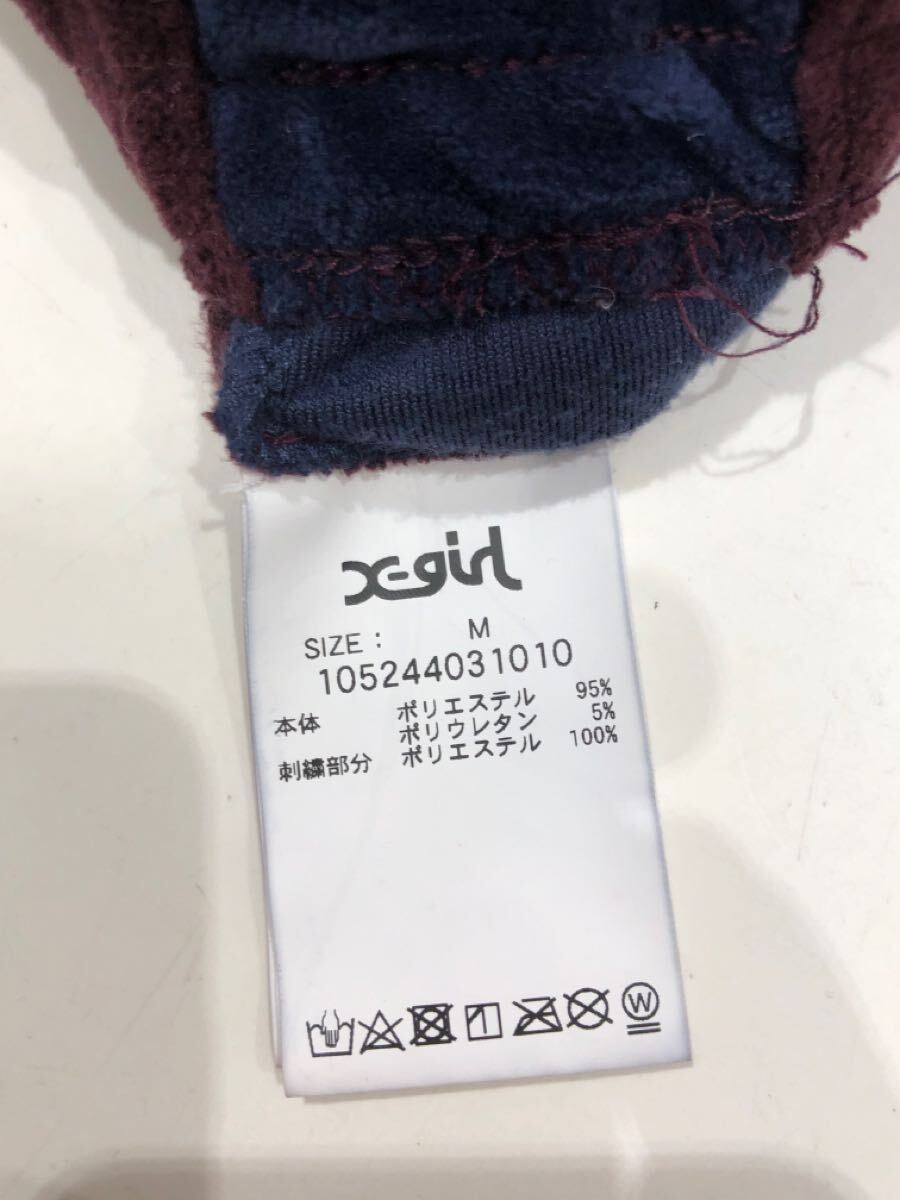 X-girl
SIZE : M
105244031010
本体 ポリエステル 95%
ポリウレタン 5%
刺繍部分 ポリエステル 100%
W